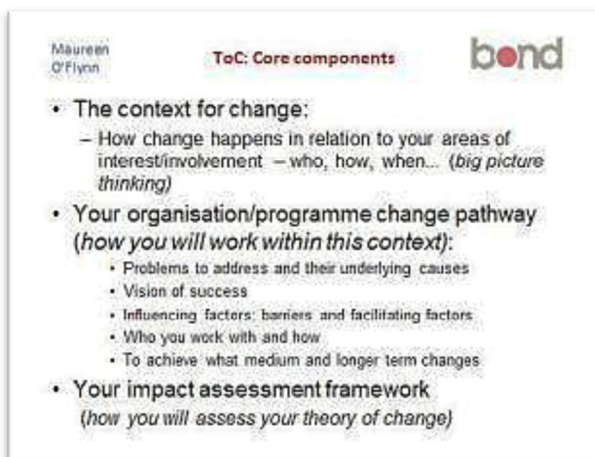 Maureen
O'Flynn
ToC: Core components
bond
• The context for change:
– How change happens in relation to your areas of
interest/involvement – who, how, when... (big picture
thinking)
• Your organisation/programme change pathway
(how you will work within this context):
• Problems to address and their underlying causes
• Vision of success
• Influencing factors; barriers and facilitating factors
• Who you work with and how
• To achieve what medium and longer term changes
• Your impact assessment framework
(how you will assess your theory of change)